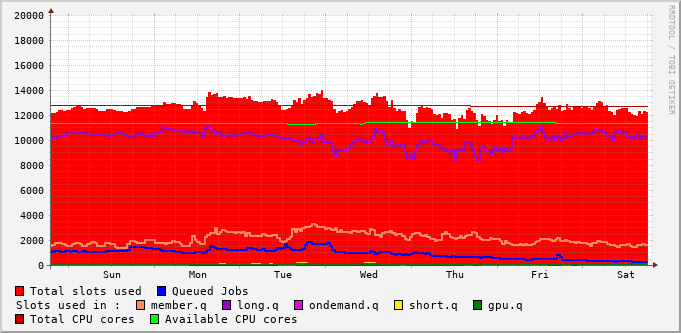 RRDTOOL / TOBI OETIKER
20000
18000
16000
14000
12000
10000
8000
6000
4000
2000
0
Sun Mon Tue Wed Thu Fri Sat
Total slots used Queued Jobs
Slots used in : member.q long.q ondemand.q short.q gpu.q
Total CPU cores Available CPU cores